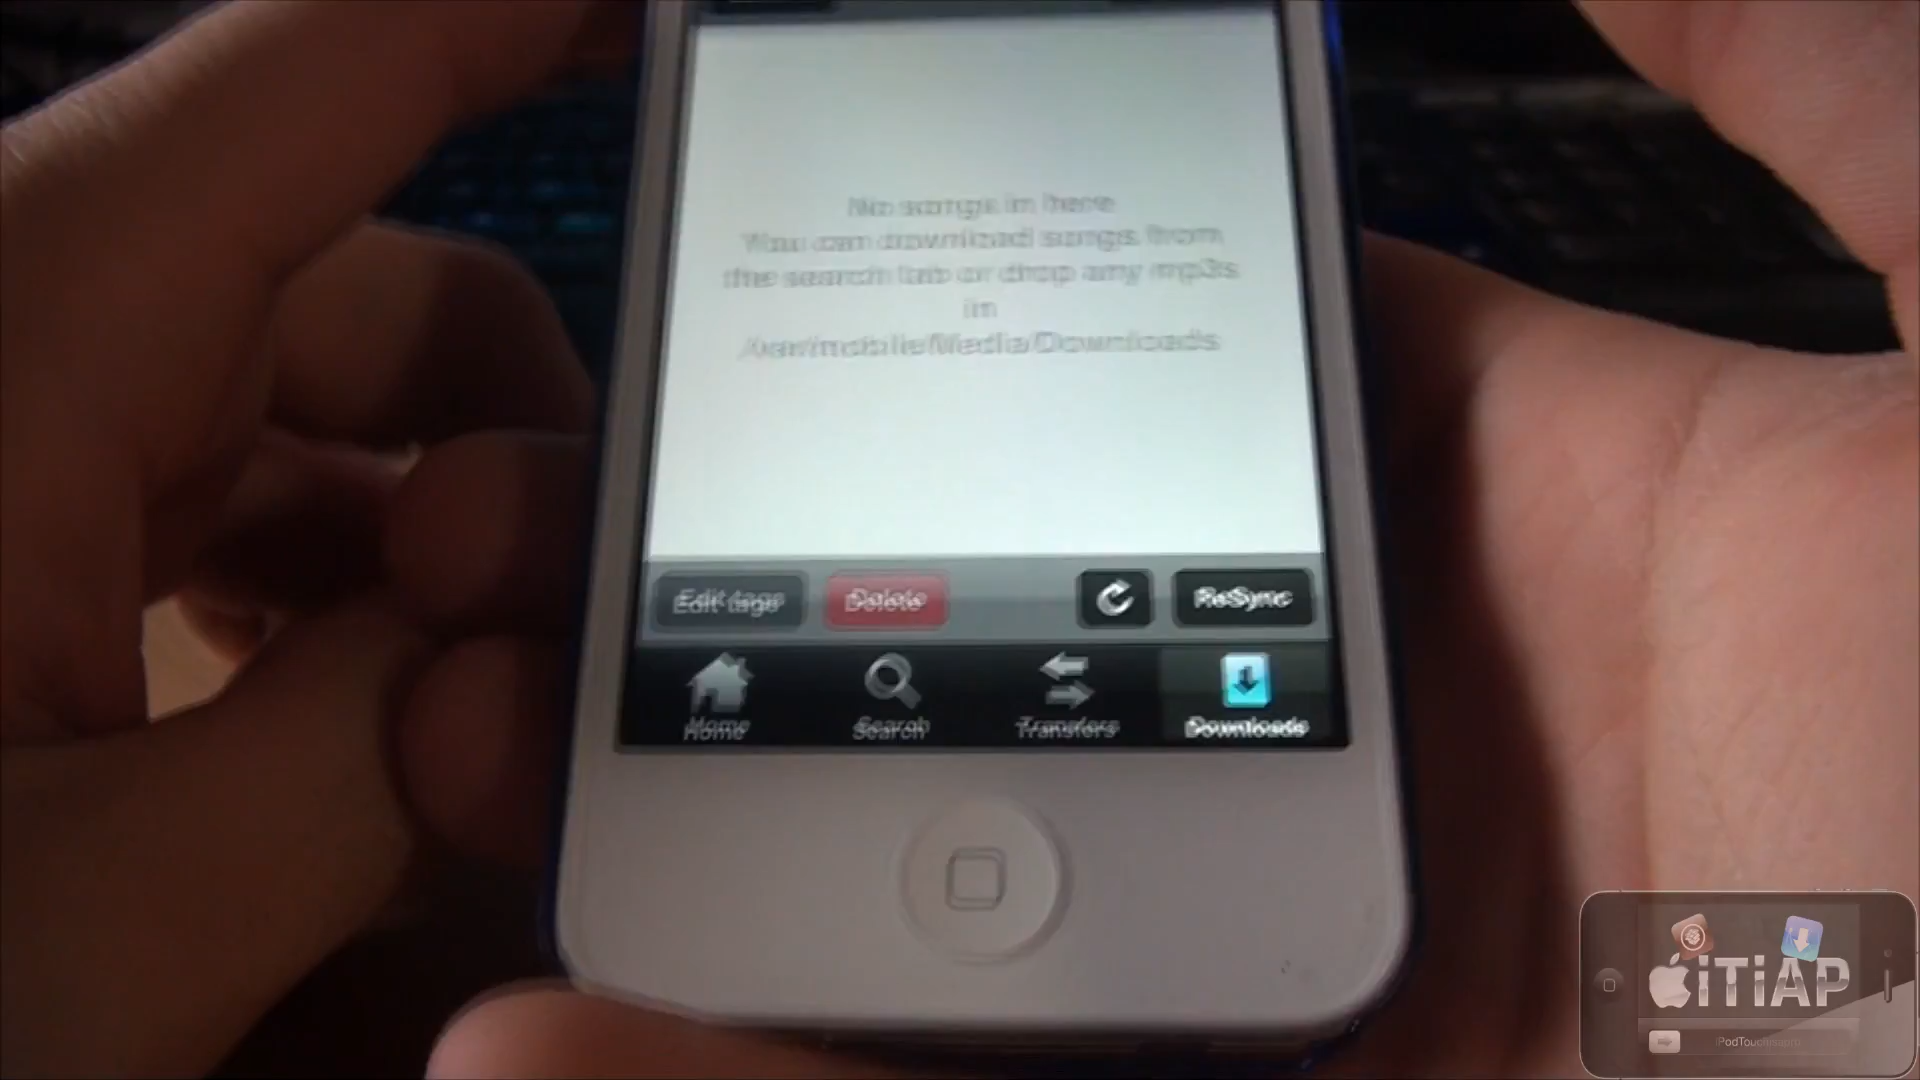 No songs in here
You can download songs from
the search tab or drop any mp3s
in
/var/mobile/Media/Downloads
Edit tags
Delete
ReSync
Home
Search
Transfers
Downloads
iTiAP